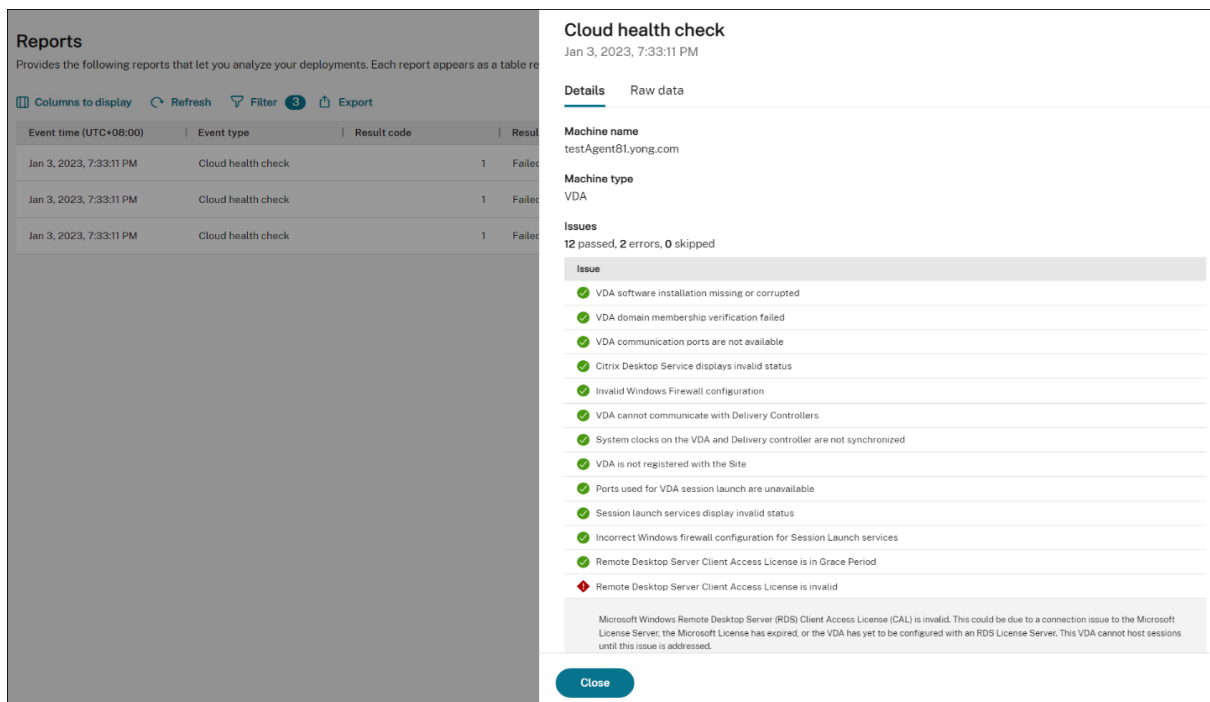 Reports
Provides the following reports that let you analyze your deployments. Each report appears as a table re
Columns to display Refresh Filter 3 Export
Event time (UTC+08:00) Event type Result code Resul
Jan 3, 2023, 7:33:11 PM Cloud health check 1 Failed
Jan 3, 2023, 7:33:11 PM Cloud health check 1 Failed
Jan 3, 2023, 7:33:11 PM Cloud health check 1 Failed
Cloud health check
Jan 3, 2023, 7:33:11 PM
Details Raw data
Machine name
testAgent81.yong.com
Machine type
VDA
Issues
12 passed, 2 errors, 0 skipped
Issue
VDA software installation missing or corrupted
VDA domain membership verification failed
VDA communication ports are not available
Citrix Desktop Service displays invalid status
Invalid Windows Firewall configuration
VDA cannot communicate with Delivery Controllers
System clocks on the VDA and Delivery controller are not synchronized
VDA is not registered with the Site
Ports used for VDA session launch are unavailable
Session launch services display invalid status
Incorrect Windows firewall configuration for Session Launch services
Remote Desktop Server Client Access License is in Grace Period
Remote Desktop Server Client Access License is invalid
Microsoft Windows Remote Desktop Server (RDS) Client Access License (CAL) is invalid. This could be due to a connection issue to the Microsoft
License Server, the Microsoft License has expired, or the VDA has yet to be configured with an RDS License Server. This VDA cannot host sessions
until this issue is addressed.
Close